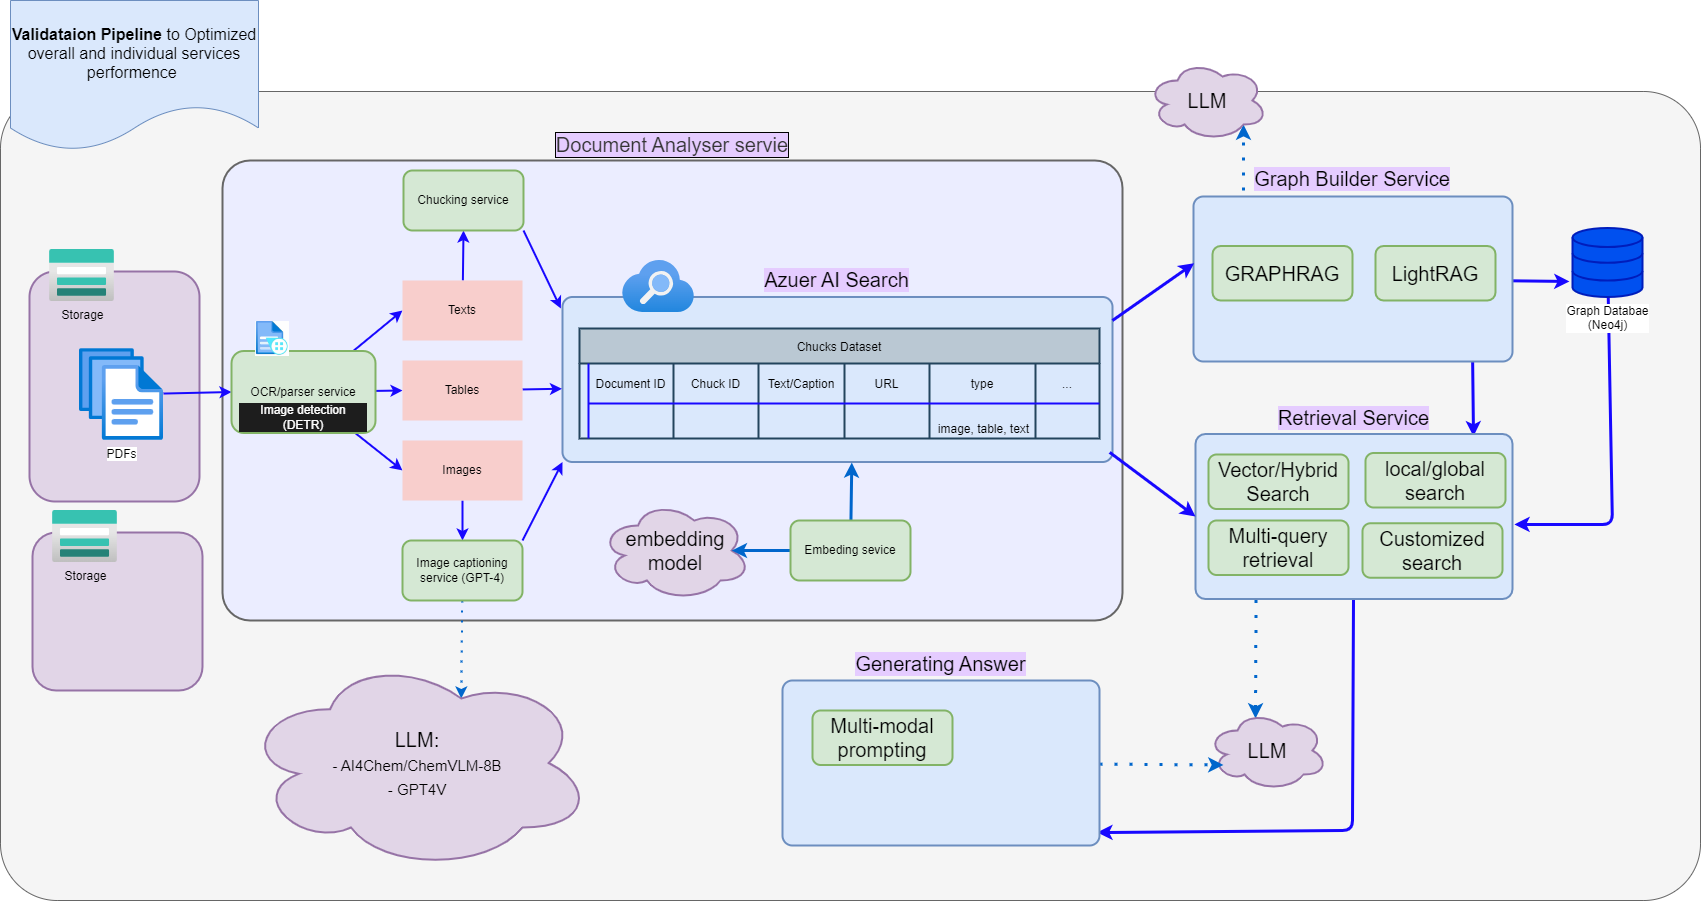 Validataion Pipeline to Optimized
overall and individual services
performence
LLM
Document Analyser servie
Graph Builder Service
Chucking service
GRAPHRAG
LightRAG
Graph Databae
(Neo4j)
Storage
PDFs
Storage
OCR/parser service
Image detection
(DETR)
Texts
Tables
Images
Image captioning
service (GPT-4)
Azuer AI Search
Chucks Dataset
Document ID
Chuck ID
Text/Caption
URL
type
...
image, table, text
embedding
model
Embeding sevice
Retrieval Service
Vector/Hybrid
Search
local/global
search
Multi-query
retrieval
Customized
search
LLM:
- AI4Chem/ChemVLM-8B
- GPT4V
Generating Answer
Multi-modal
prompting
LLM